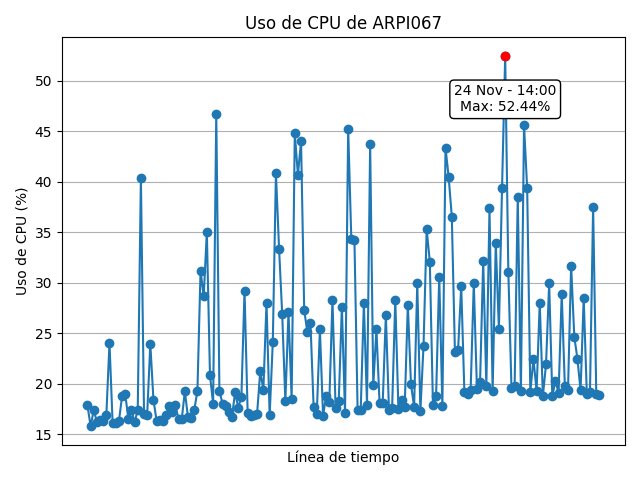 Uso de CPU de ARPI067
24 Nov - 14:00
Max: 52.44%
Uso de CPU (%)
50
45
40
35
30
25
20
15
Línea de tiempo